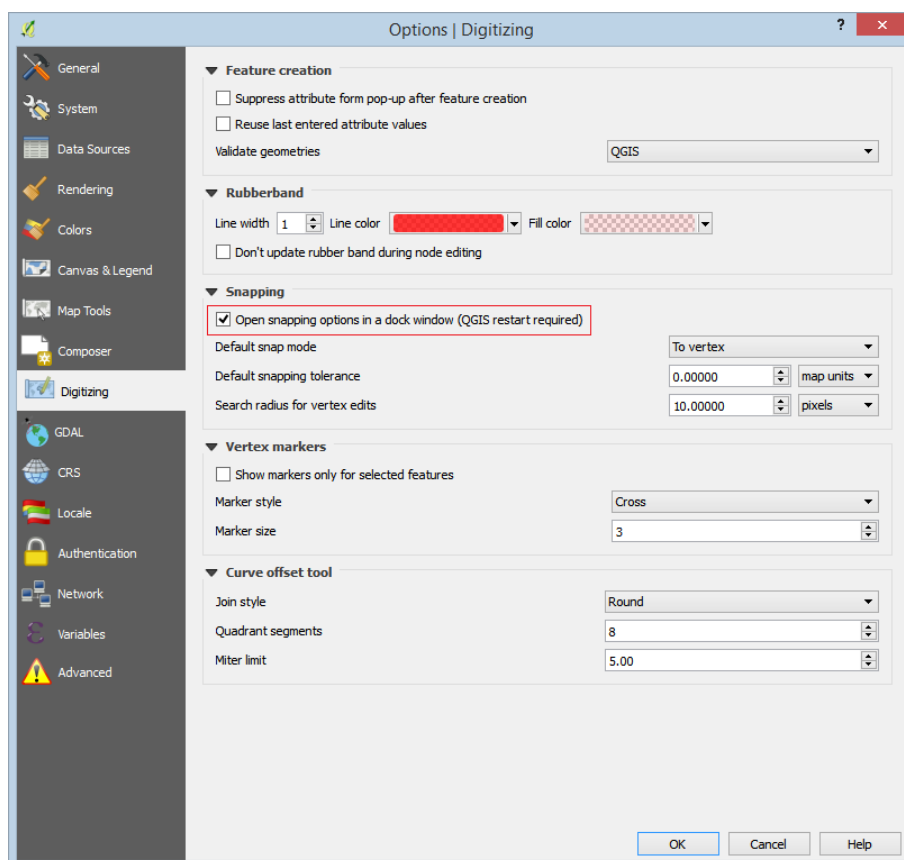 Options | Digitizing
?
General
System
Data Sources
Rendering
Colors
Canvas & Legend
Map Tools
Composer
Digitizing
GDAL
CRS
Locale
Authentication
Network
Variables
Advanced
Feature creation
Suppress attribute form pop-up after feature creation
Reuse last entered attribute values
Validate geometries QGIS
Rubberband
Line width 1 Line color Fill color
Don't update rubber band during node editing
Snapping
Open snapping options in a dock window (QGIS restart required)
Default snap mode To vertex
Default snapping tolerance 0.00000 map units
Search radius for vertex edits 10.00000 pixels
Vertex markers
Show markers only for selected features
Marker style Cross
Marker size 3
Curve offset tool
Join style Round
Quadrant segments 8
Miter limit 5.00
OK Cancel Help